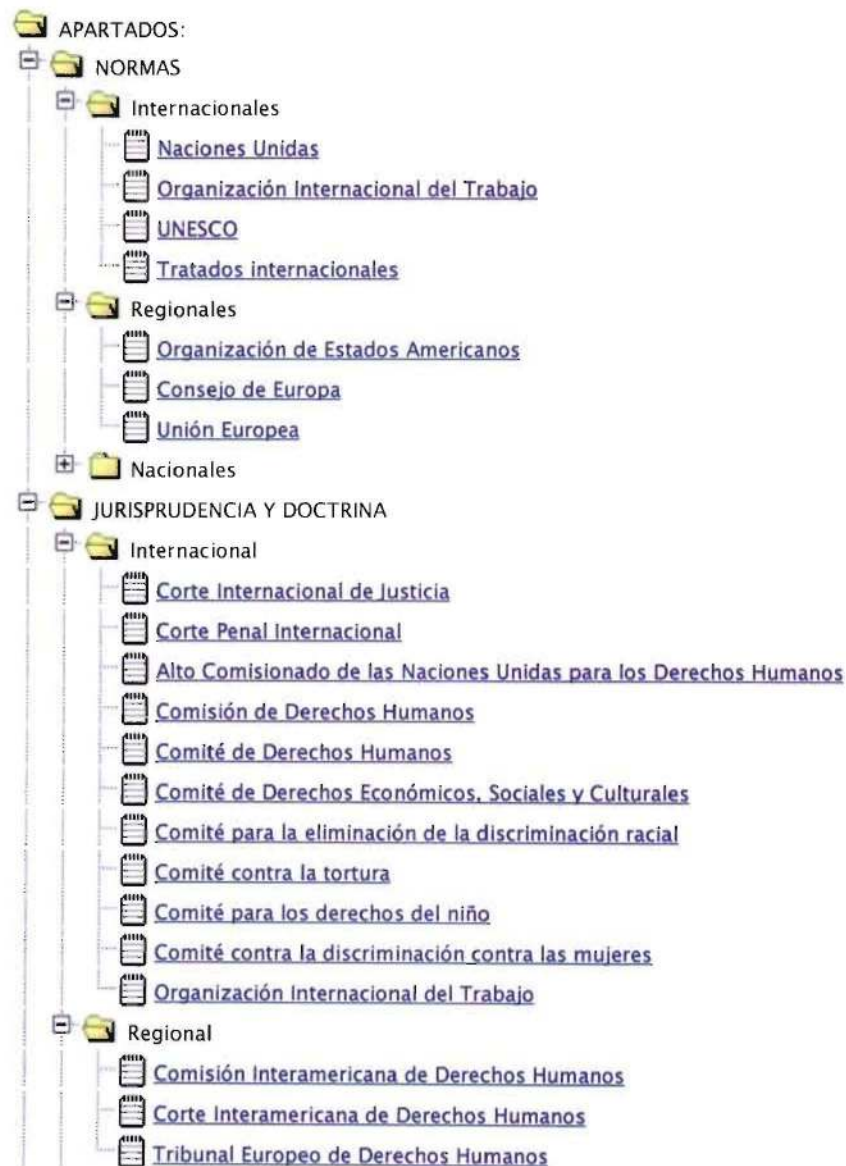 APARTADOS:
NORMAS
Internacionales
Naciones Unidas
Organización Internacional del Trabajo
UNESCO
Tratados internacionales
Regionales
Organización de Estados Americanos
Consejo de Europa
Unión Europea
Nacionales
JURISPRUDENCIA Y DOCTRINA
Internacional
Corte Internacional de Justicia
Corte Penal Internacional
Alto Comisionado de las Naciones Unidas para los Derechos Humanos
Comisión de Derechos Humanos
Comité de Derechos Humanos
Comité de Derechos Económicos, Sociales y Culturales
Comité para la eliminación de la discriminación racial
Comité contra la tortura
Comité para los derechos del niño
Comité contra la discriminación contra las mujeres
Organización Internacional del Trabajo
Regional
Comisión Interamericana de Derechos Humanos
Corte Interamericana de Derechos Humanos
Tribunal Europeo de Derechos Humanos